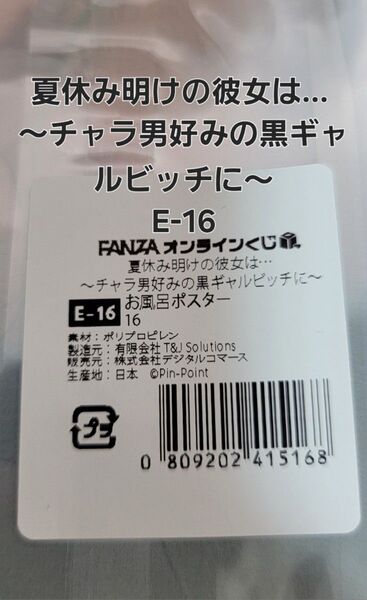 夏休み明けの彼女は…
～チャラ男好みの黒ギャ
ルビッチに～
E-16
FANZA オンラインくじ
夏休み明けの彼女は…
～チャラ男好みの黒ギャルビッチに～
E-16 お風呂ポスター
16
素材：ポリプロピレン
製造元：有限会社 T&J Solutions
販売元：株式会社デジタルコマース
生産地：日本 ©Pin-Point
プラ
0 809202 415168